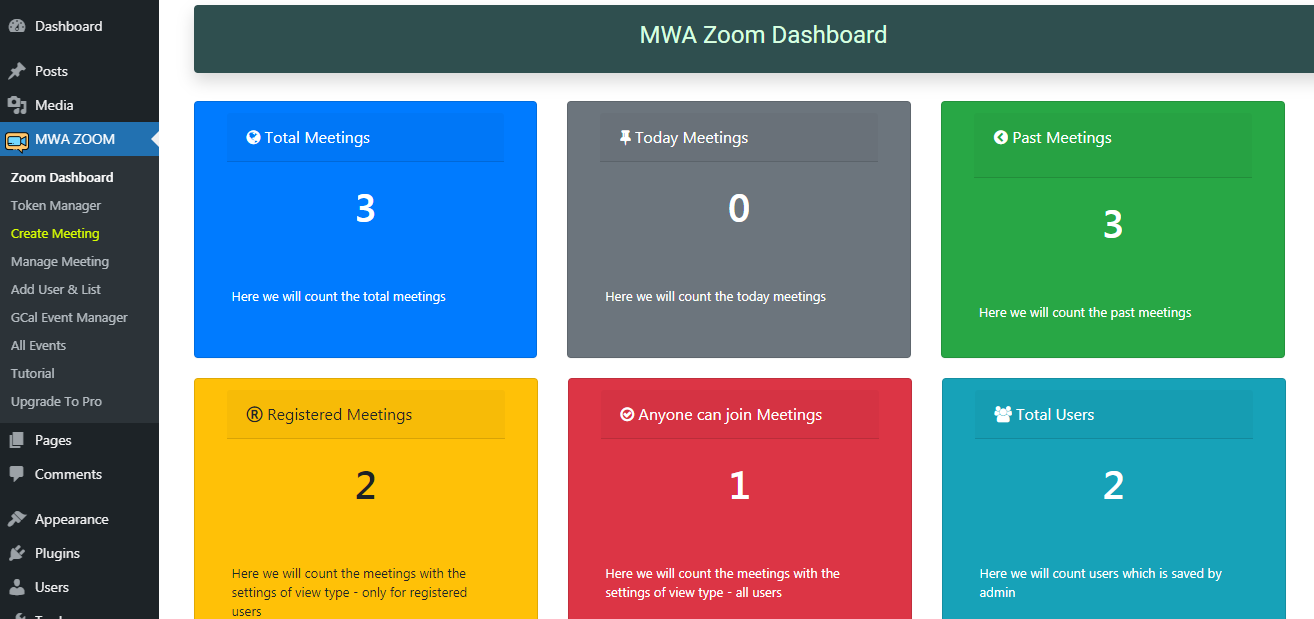 Dashboard
Posts
Media
MWA ZOOM
Zoom Dashboard
Token Manager
Create Meeting
Manage Meeting
Add User & List
GCal Event Manager
All Events
Tutorial
Upgrade To Pro
Pages
Comments
Appearance
Plugins
Users
MWA Zoom Dashboard
Total Meetings
3
Here we will count the total meetings
Today Meetings
0
Here we will count the today meetings
Past Meetings
3
Here we will count the past meetings
® Registered Meetings
2
Here we will count the meetings with the
settings of view type - only for registered
users
Anyone can join Meetings
1
Here we will count the meetings with the
settings of view type - all users
Total Users
2
Here we will count users which is saved by
admin